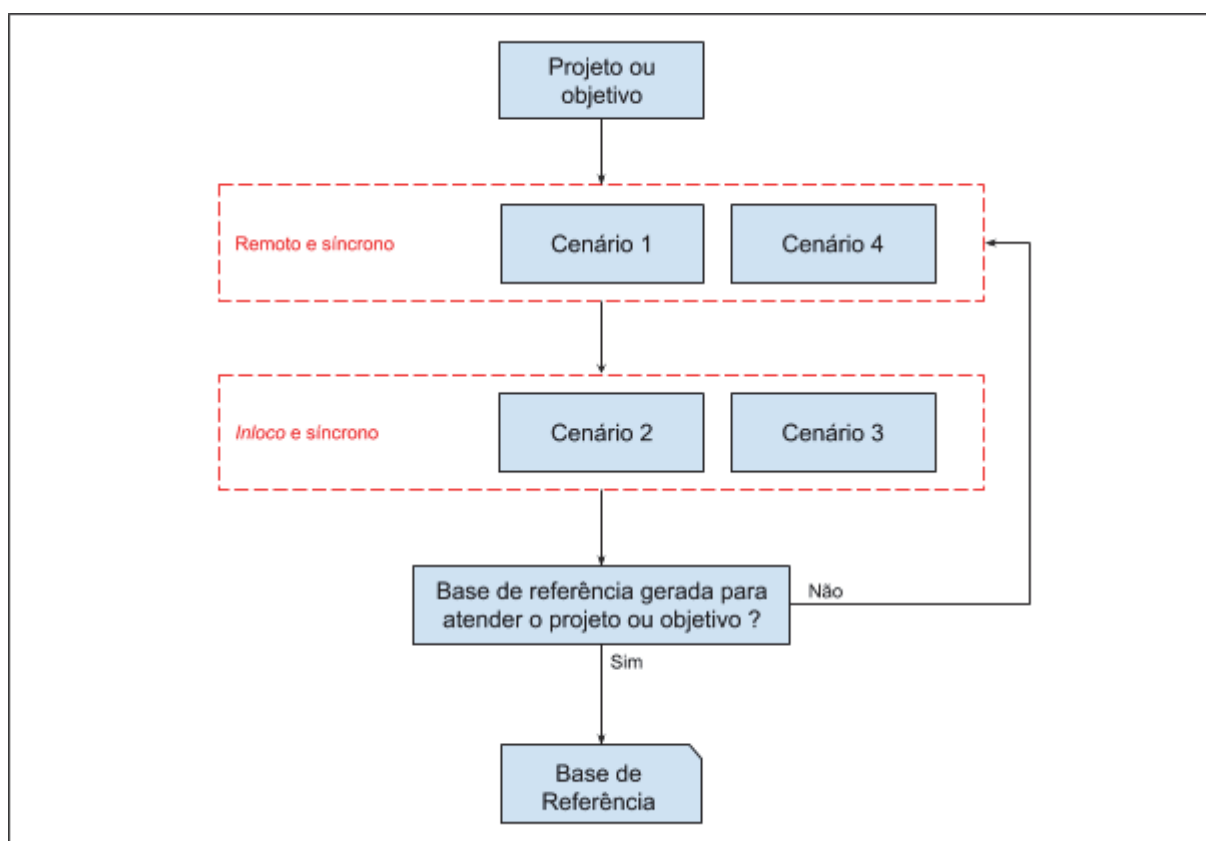 Projeto ou
objetivo
Remoto e síncrono
Cenário 1
Cenário 4
Inloco e síncrono
Cenário 2
Cenário 3
Base de referência gerada para
atender o projeto ou objetivo ?
Não
Sim
Base de
Referência